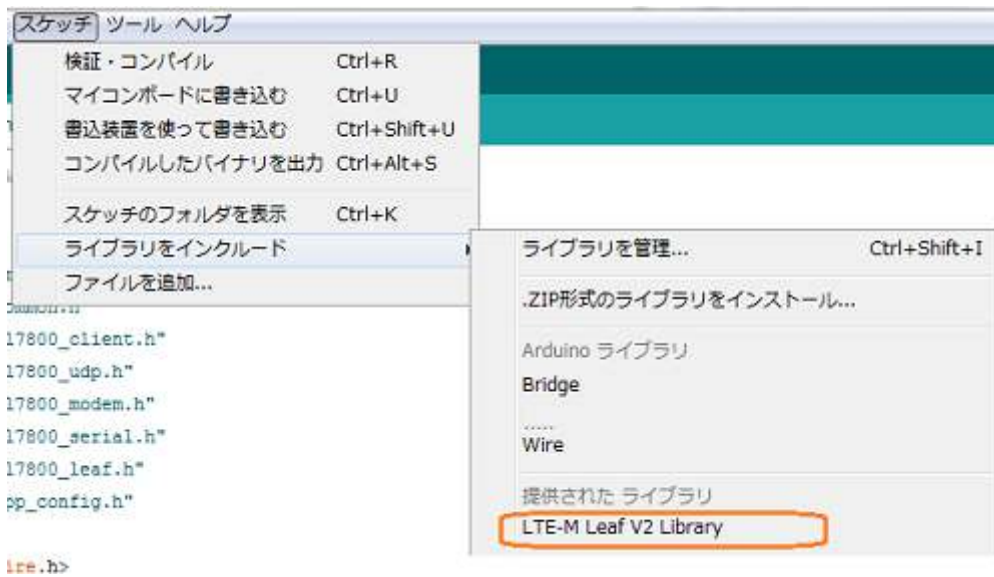 スケッチ ツール ヘルプ
検証・コンパイル Ctrl+R
マイコンボードに書き込む Ctrl+U
書込装置を使って書き込む Ctrl+Shift+U
コンパイルしたバイナリを出力 Ctrl+Alt+S
スケッチのフォルダを表示 Ctrl+K
ライブラリをインクルード
ファイルを追加...
ライブラリを管理... Ctrl+Shift+I
.ZIP形式のライブラリをインストール...
Arduino ライブラリ
Bridge
.....
Wire
提供された ライブラリ
LTE-M Leaf V2 Library
17800_client.h"
17800_udp.h"
17800_modem.h"
17800_serial.h"
17800_leaf.h"
pp_config.h"
ire.h>